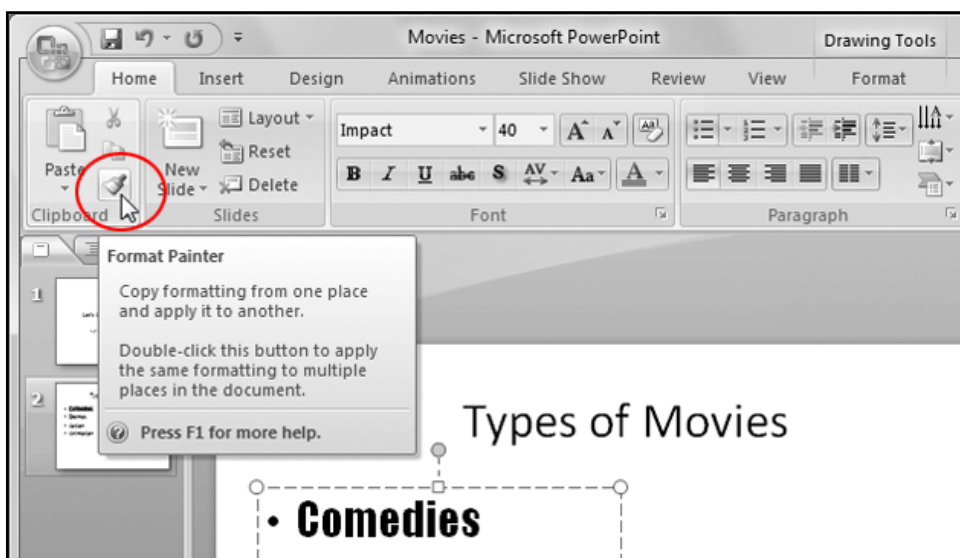 Movies - Microsoft PowerPoint
Drawing Tools
Home Insert Design Animations Slide Show Review View Format
Paste
New Slide
Layout
Reset
Delete
Impact 40
B I U abc S AV Aa A
Clipboard Slides Font Paragraph
Format Painter
Copy formatting from one place
and apply it to another.
Double-click this button to apply
the same formatting to multiple
places in the document.
Press F1 for more help.
1
2
Types of Movies
• Comedies